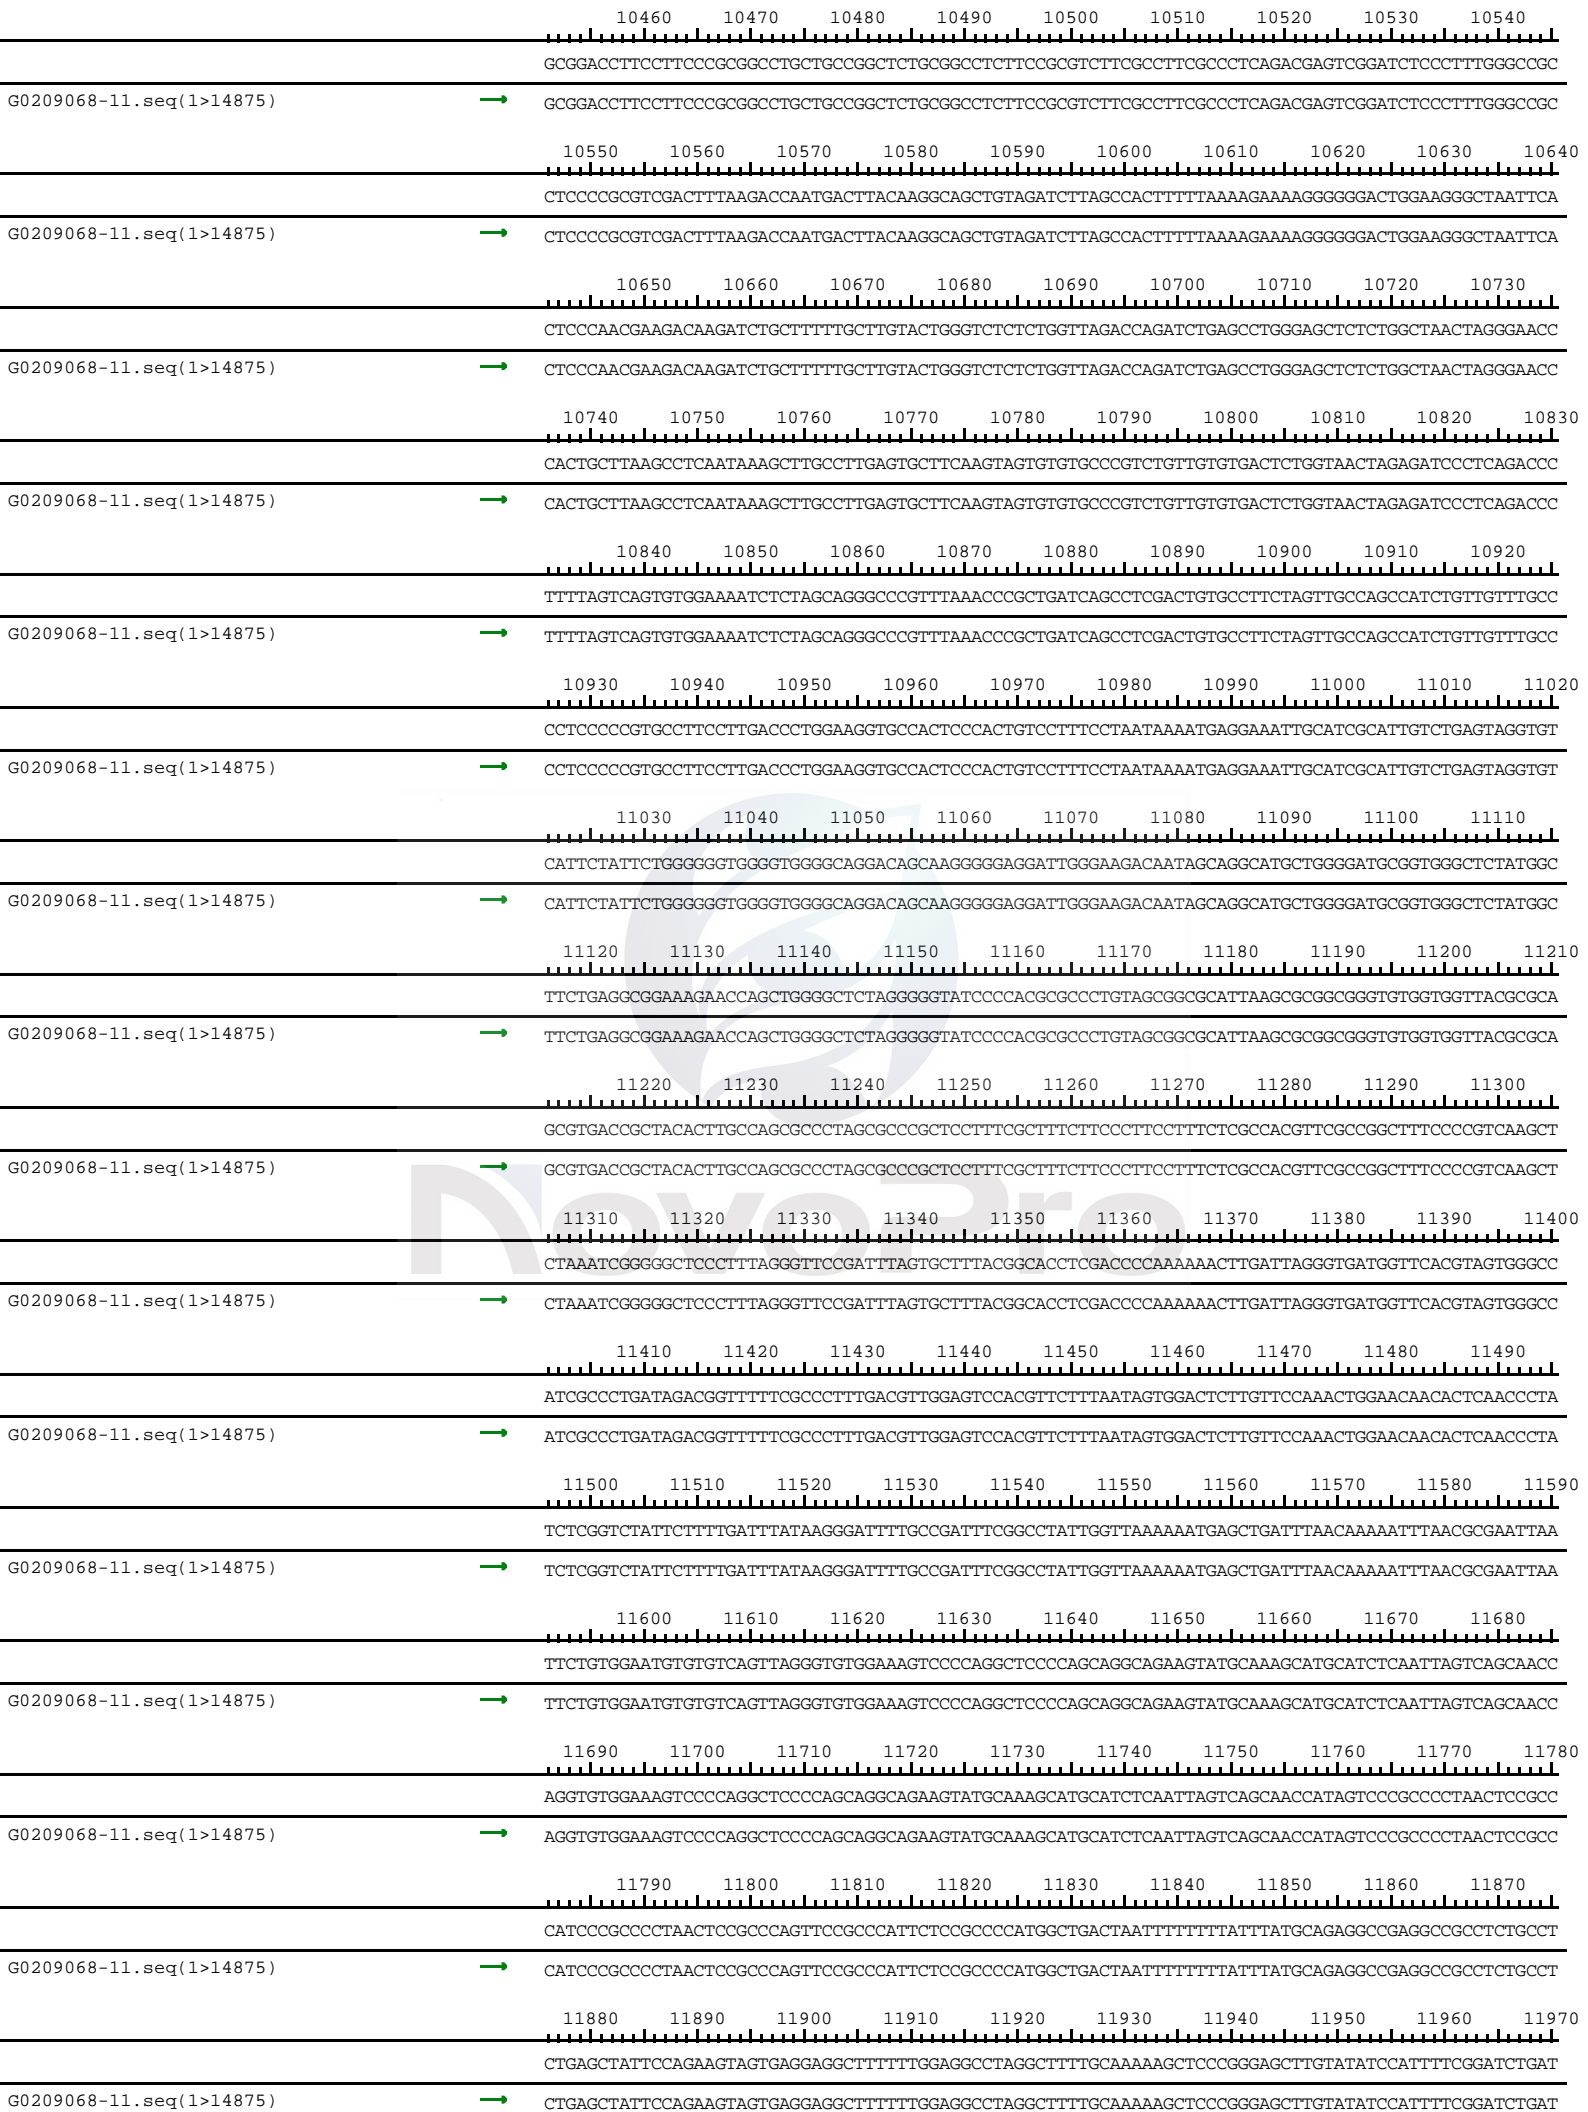 10460 10470 10480 10490 10500 10510 10520 10530 10540
GCGGACCTTCCTTCCCGCGGCCTGCTGCCGGCTCTGCGGCCTCTTCCGCGTCTTCGCCTTCGCCCTCAGACGAGTCGGATCTCCCTTTGGGCCGC
G0209068-11.seq(1>14875) GCGGACCTTCCTTCCCGCGGCCTGCTGCCGGCTCTGCGGCCTCTTCCGCGTCTTCGCCTTCGCCCTCAGACGAGTCGGATCTCCCTTTGGGCCGC
10550 10560 10570 10580 10590 10600 10610 10620 10630 10640
CTCCCCGCGTCGACTTTAAGACCAATGACTTACAAGGCAGCTGTAGATCTTAGCCACTTTTTAAAAGAAAAGGGGGGACTGGAAGGGCTAATTCA
G0209068-11.seq(1>14875) CTCCCCGCGTCGACTTTAAGACCAATGACTTACAAGGCAGCTGTAGATCTTAGCCACTTTTTAAAAGAAAAGGGGGGACTGGAAGGGCTAATTCA
10650 10660 10670 10680 10690 10700 10710 10720 10730
CTCCCAACGAAGACAAGATCTGCTTTTTGCTTGTACTGGGTCTCTCTGGTTAGACCAGATCTGAGCCTGGGAGCTCTCTGGCTAACTAGGGAACC
G0209068-11.seq(1>14875) CTCCCAACGAAGACAAGATCTGCTTTTTGCTTGTACTGGGTCTCTCTGGTTAGACCAGATCTGAGCCTGGGAGCTCTCTGGCTAACTAGGGAACC
10740 10750 10760 10770 10780 10790 10800 10810 10820 10830
CACTGCTTAAGCCTCAATAAAGCTTGCCTTGAGTGCTTCAAGTAGTGTGTGCCCGTCTGTTGTGTGACTCTGGTAACTAGAGATCCCTCAGACCC
G0209068-11.seq(1>14875) CACTGCTTAAGCCTCAATAAAGCTTGCCTTGAGTGCTTCAAGTAGTGTGTGCCCGTCTGTTGTGTGACTCTGGTAACTAGAGATCCCTCAGACCC
10840 10850 10860 10870 10880 10890 10900 10910 10920
TTTTAGTCAGTGTGGAAAATCTCTAGCAGGGCCCGTTTAAACCCGCTGATCAGCCTCGACTGTGCCTTCTAGTTGCCAGCCATCTGTTGTTTGCC
G0209068-11.seq(1>14875) TTTTAGTCAGTGTGGAAAATCTCTAGCAGGGCCCGTTTAAACCCGCTGATCAGCCTCGACTGTGCCTTCTAGTTGCCAGCCATCTGTTGTTTGCC
10930 10940 10950 10960 10970 10980 10990 11000 11010 11020
CCTCCCCCGTGCCTTCCTTGACCCTGGAAGGTGCCACTCCCACTGTCCTTTCCTAATAAAATGAGGAAATTGCATCGCATTGTCTGAGTAGGTGT
G0209068-11.seq(1>14875) CCTCCCCCGTGCCTTCCTTGACCCTGGAAGGTGCCACTCCCACTGTCCTTTCCTAATAAAATGAGGAAATTGCATCGCATTGTCTGAGTAGGTGT
11030 11040 11050 11060 11070 11080 11090 11100 11110
CATTCTATTCTGGGGGGTGGGGTGGGGCAGGACAGCAAGGGGGAGGATTGGGAAGACAATAGCAGGCATGCTGGGGATGCGGTGGGCTCTATGGC
G0209068-11.seq(1>14875) CATTCTATTCTGGGGGGTGGGGTGGGGCAGGACAGCAAGGGGGAGGATTGGGAAGACAATAGCAGGCATGCTGGGGATGCGGTGGGCTCTATGGC
11120 11130 11140 11150 11160 11170 11180 11190 11200 11210
TTCTGAGGCGGAAAGAACCAGCTGGGGCTCTAGGGGGTATCCCCACGCGCCCTGTAGCGGCGCATTAAGCGCGGCGGGTGTGGTGGTTACGCGCA
G0209068-11.seq(1>14875) TTCTGAGGCGGAAAGAACCAGCTGGGGCTCTAGGGGGTATCCCCACGCGCCCTGTAGCGGCGCATTAAGCGCGGCGGGTGTGGTGGTTACGCGCA
11220 11230 11240 11250 11260 11270 11280 11290 11300
GCGTGACCGCTACACTTGCCAGCGCCCTAGCGCCCGCTCCTTTCGCTTTCTTCCCTTCCTTTCTCGCCACGTTCGCCGGCTTTCCCCGTCAAGCT
G0209068-11.seq(1>14875) GCGTGACCGCTACACTTGCCAGCGCCCTAGCGCCCGCTCCTTTCGCTTTCTTCCCTTCCTTTCTCGCCACGTTCGCCGGCTTTCCCCGTCAAGCT
NovoPro
11310 11320 11330 11340 11350 11360 11370 11380 11390 11400
CTAAATCGGGGGCTCCCTTTAGGGTTCCGATTTAGTGCTTTACGGCACCTCGACCCCAAAAAACTTGATTAGGGTGATGGTTCACGTAGTGGGCC
G0209068-11.seq(1>14875) CTAAATCGGGGGCTCCCTTTAGGGTTCCGATTTAGTGCTTTACGGCACCTCGACCCCAAAAAACTTGATTAGGGTGATGGTTCACGTAGTGGGCC
11410 11420 11430 11440 11450 11460 11470 11480 11490
ATCGCCCTGATAGACGGTTTTTCGCCCTTTGACGTTGGAGTCCACGTTCTTTAATAGTGGACTCTTGTTCCAAACTGGAACAACACTCAACCCTA
G0209068-11.seq(1>14875) ATCGCCCTGATAGACGGTTTTTCGCCCTTTGACGTTGGAGTCCACGTTCTTTAATAGTGGACTCTTGTTCCAAACTGGAACAACACTCAACCCTA
11500 11510 11520 11530 11540 11550 11560 11570 11580 11590
TCTCGGTCTATTCTTTTGATTTATAAGGGATTTTGCCGATTTCGGCCTATTGGTTAAAAAATGAGCTGATTTAACAAAAATTTAACGCGAATTAA
G0209068-11.seq(1>14875) TCTCGGTCTATTCTTTTGATTTATAAGGGATTTTGCCGATTTCGGCCTATTGGTTAAAAAATGAGCTGATTTAACAAAAATTTAACGCGAATTAA
11600 11610 11620 11630 11640 11650 11660 11670 11680
TTCTGTGGAATGTGTGTCAGTTAGGGTGTGGAAAGTCCCCAGGCTCCCCAGCAGGCAGAAGTATGCAAAGCATGCATCTCAATTAGTCAGCAACC
G0209068-11.seq(1>14875) TTCTGTGGAATGTGTGTCAGTTAGGGTGTGGAAAGTCCCCAGGCTCCCCAGCAGGCAGAAGTATGCAAAGCATGCATCTCAATTAGTCAGCAACC
11690 11700 11710 11720 11730 11740 11750 11760 11770 11780
AGGTGTGGAAAGTCCCCAGGCTCCCCAGCAGGCAGAAGTATGCAAAGCATGCATCTCAATTAGTCAGCAACCATAGTCCCGCCCCTAACTCCGCC
G0209068-11.seq(1>14875) AGGTGTGGAAAGTCCCCAGGCTCCCCAGCAGGCAGAAGTATGCAAAGCATGCATCTCAATTAGTCAGCAACCATAGTCCCGCCCCTAACTCCGCC
11790 11800 11810 11820 11830 11840 11850 11860 11870
CATCCCGCCCCTAACTCCGCCCAGTTCCGCCCATTCTCCGCCCCATGGCTGACTAATTTTTTTTATTTATGCAGAGGCCGAGGCCGCCTCTGCCT
G0209068-11.seq(1>14875) CATCCCGCCCCTAACTCCGCCCAGTTCCGCCCATTCTCCGCCCCATGGCTGACTAATTTTTTTTATTTATGCAGAGGCCGAGGCCGCCTCTGCCT
11880 11890 11900 11910 11920 11930 11940 11950 11960 11970
CTGAGCTATTCCAGAAGTAGTGAGGAGGCTTTTTTGGAGGCCTAGGCTTTTGCAAAAAGCTCCCGGGAGCTTGTATATCCATTTTCGGATCTGAT
G0209068-11.seq(1>14875) CTGAGCTATTCCAGAAGTAGTGAGGAGGCTTTTTTGGAGGCCTAGGCTTTTGCAAAAAGCTCCCGGGAGCTTGTATATCCATTTTCGGATCTGAT